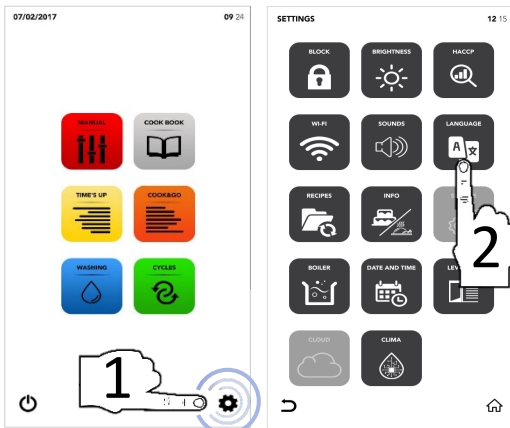 07/02/2017 09 24
MANUAL COOK BOOK
TIME'S UP COOK&GO
WASHING CYCLES
1
SETTINGS 12 15
BLOCK BRIGHTNESS HACCP
WI-FI SOUNDS LANGUAGE
A
RECIPES INFO
2
BOILER DATE AND TIME LEV
CLOUD CLIMA